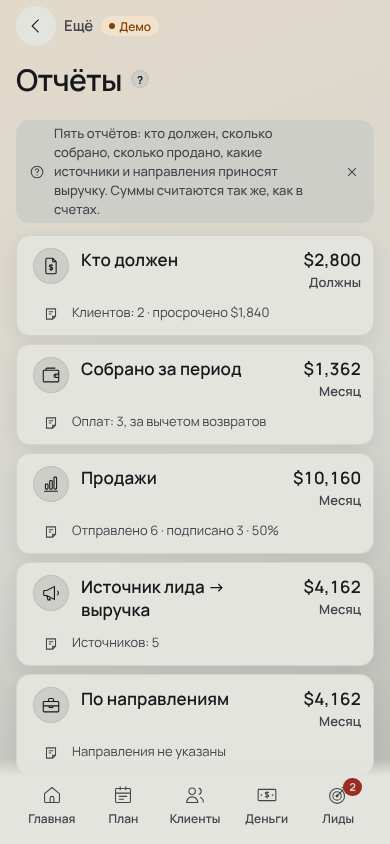 Ещё
Демо
Отчёты
?
Пять отчётов: кто должен, сколько
собрано, сколько продано, какие
источники и направления приносят
выручку. Суммы считаются так же, как в
счетах.
Кто должен
$2,800
Должны
Клиентов: 2 · просрочено $1,840
Собрано за период
$1,362
Месяц
Оплат: 3, за вычетом возвратов
Продажи
$10,160
Месяц
Отправлено 6 · подписано 3 · 50%
Источник лида →
выручка
$4,162
Месяц
Источников: 5
По направлениям
$4,162
Месяц
Направления не указаны
2
Главная
План
Клиенты
Деньги
Лиды